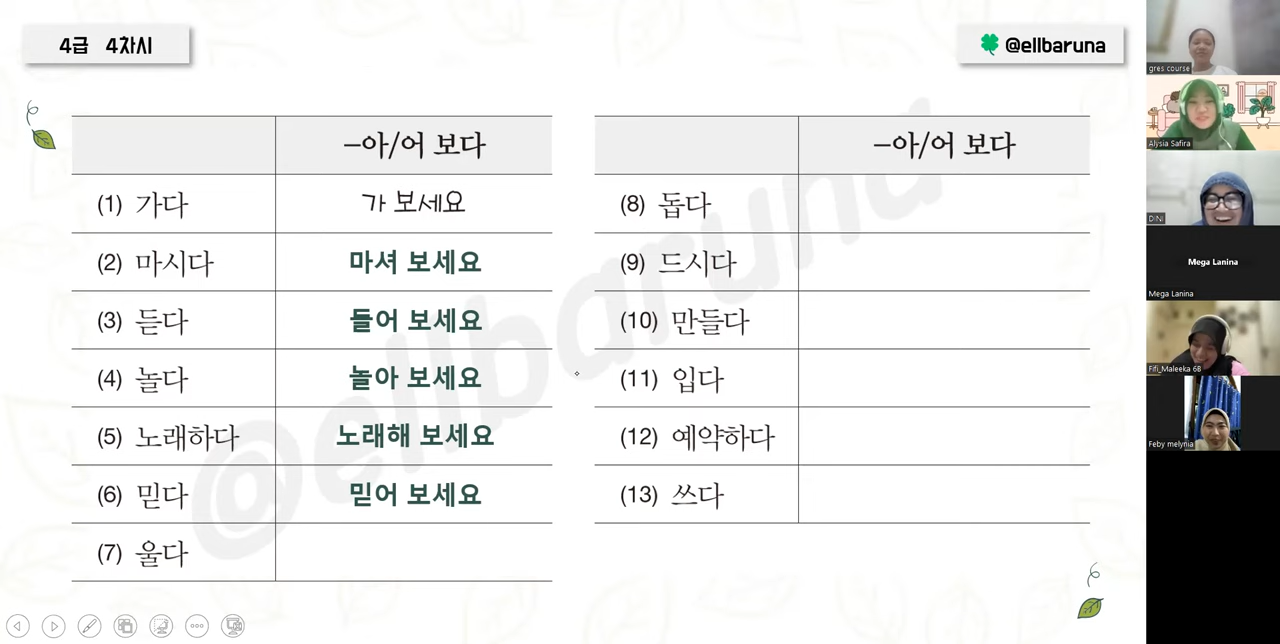 4급 4차시
@ellbaruna
-아/어 보다
(1) 가다 가 보세요
(2) 마시다 마셔 보세요
(3) 듣다 들어 보세요
(4) 놀다 놀아 보세요
(5) 노래하다 노래해 보세요
(6) 믿다 믿어 보세요
(7) 울다
-아/어 보다
(8) 돕다
(9) 드시다
(10) 만들다
(11) 입다
(12) 예약하다
(13) 쓰다
@ellbaruna
gres course
Alysia Safira
DINI
Mega Lanina
Mega Lanina
Fifi_Maleeka 6B
Feby melynia